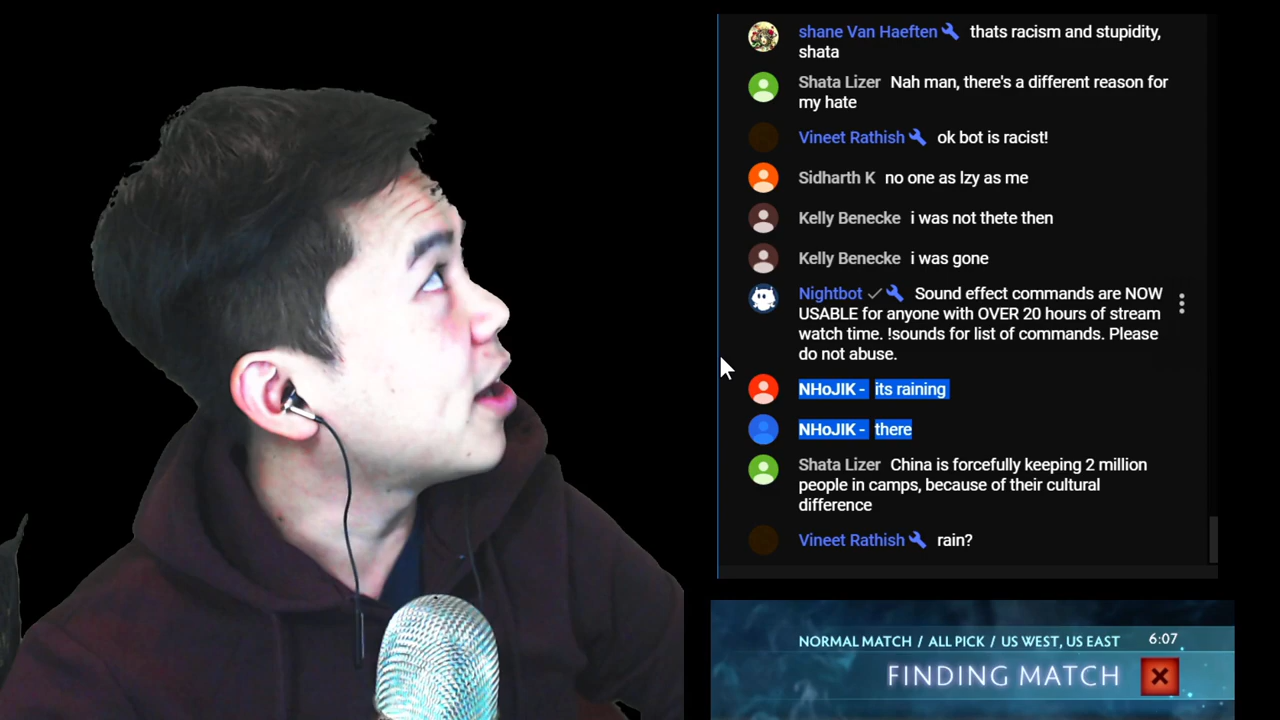 shane Van Haeften thats racism and stupidity,
shata
Shata Lizer Nah man, there's a different reason for
my hate
Vineet Rathish ok bot is racist!
Sidharth K no one as lzy as me
Kelly Benecke i was not thete then
Kelly Benecke i was gone
Nightbot Sound effect commands are NOW
USABLE for anyone with OVER 20 hours of stream
watch time. !sounds for list of commands. Please
do not abuse.
NHoJIK - its raining
NHoJIK - there
Shata Lizer China is forcefully keeping 2 million
people in camps, because of their cultural
difference
Vineet Rathish rain?
NORMAL MATCH / ALL PICK / US WEST, US EAST 6:07
FINDING MATCH